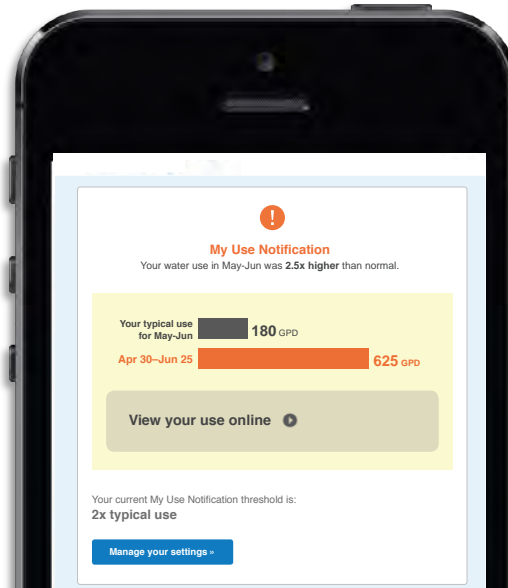 !
My Use Notification
Your water use in May-Jun was 2.5x higher than normal.
Your typical use
for May-Jun
180 GPD
Apr 30–Jun 25
625 GPD
View your use online
Your current My Use Notification threshold is:
2x typical use
Manage your settings »